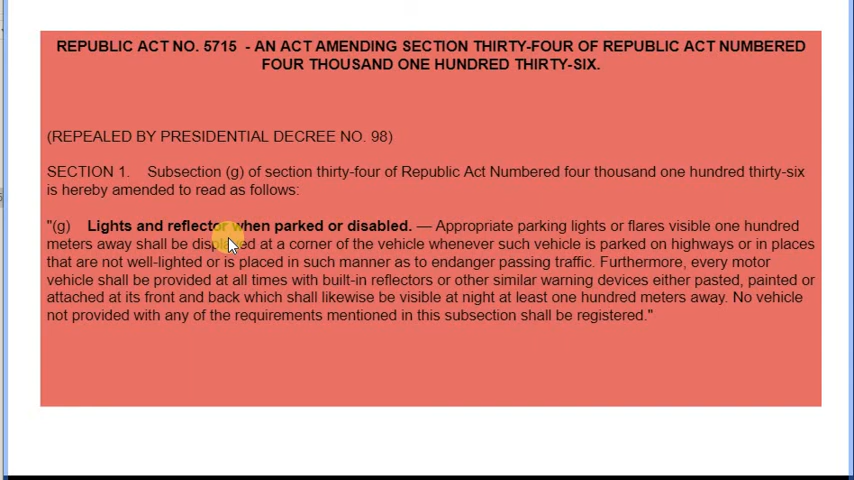 REPUBLIC ACT NO. 5715 - AN ACT AMENDING SECTION THIRTY-FOUR OF REPUBLIC ACT NUMBERED
FOUR THOUSAND ONE HUNDRED THIRTY-SIX.
(REPEALED BY PRESIDENTIAL DECREE NO. 98)
SECTION 1. Subsection (g) of section thirty-four of Republic Act Numbered four thousand one hundred thirty-six
is hereby amended to read as follows:
"(g) Lights and reflector when parked or disabled. — Appropriate parking lights or flares visible one hundred
meters away shall be displayed at a corner of the vehicle whenever such vehicle is parked on highways or in places
that are not well-lighted or is placed in such manner as to endanger passing traffic. Furthermore, every motor
vehicle shall be provided at all times with built-in reflectors or other similar warning devices either pasted, painted or
attached at its front and back which shall likewise be visible at night at least one hundred meters away. No vehicle
not provided with any of the requirements mentioned in this subsection shall be registered."